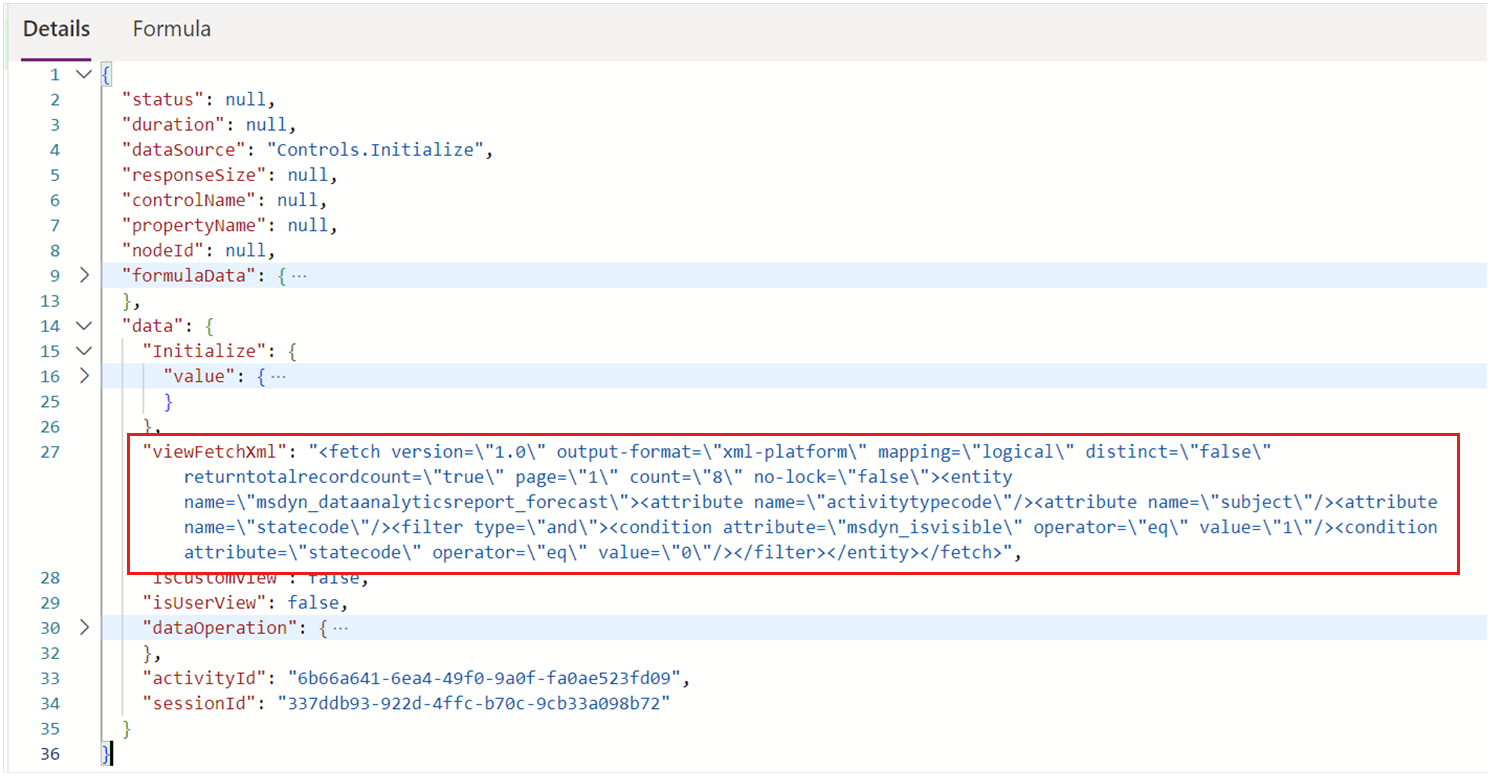 Details Formula
1 {
2 "status": null,
3 "duration": null,
4 "dataSource": "Controls.Initialize",
5 "responseSize": null,
6 "controlName": null,
7 "propertyName": null,
8 "nodeId": null,
9 "formulaData": { ···
13 },
14 "data": {
15 "Initialize": {
16 "value": { ···
25 }
26 },
27 "viewFetchXml": "<fetch version=\"1.0\" output-format=\"xml-platform\" mapping=\"logical\" distinct=\"false\"
returntotalrecordcount=\"true\" page=\"1\" count=\"8\" no-lock=\"false\"><entity
name=\"msdyn_dataanalyticsreport_forecast\"><attribute name=\"activitytypecode\"/><attribute name=\"subject\"/><attribute
name=\"statecode\"/><filter type=\"and\"><condition attribute=\"msdyn_isvisible\" operator=\"eq\" value=\"1\"/><condition
attribute=\"statecode\" operator=\"eq\" value=\"0\"/></filter></entity></fetch>",
28 "isCustomView": false,
29 "isUserView": false,
30 "dataOperation": { ···
32 },
33 "activityId": "6b66a641-6ea4-49f0-9a0f-fa0ae523fd09",
34 "sessionId": "337ddb93-922d-4ffc-b70c-9cb33a098b72"
35 }
36 }